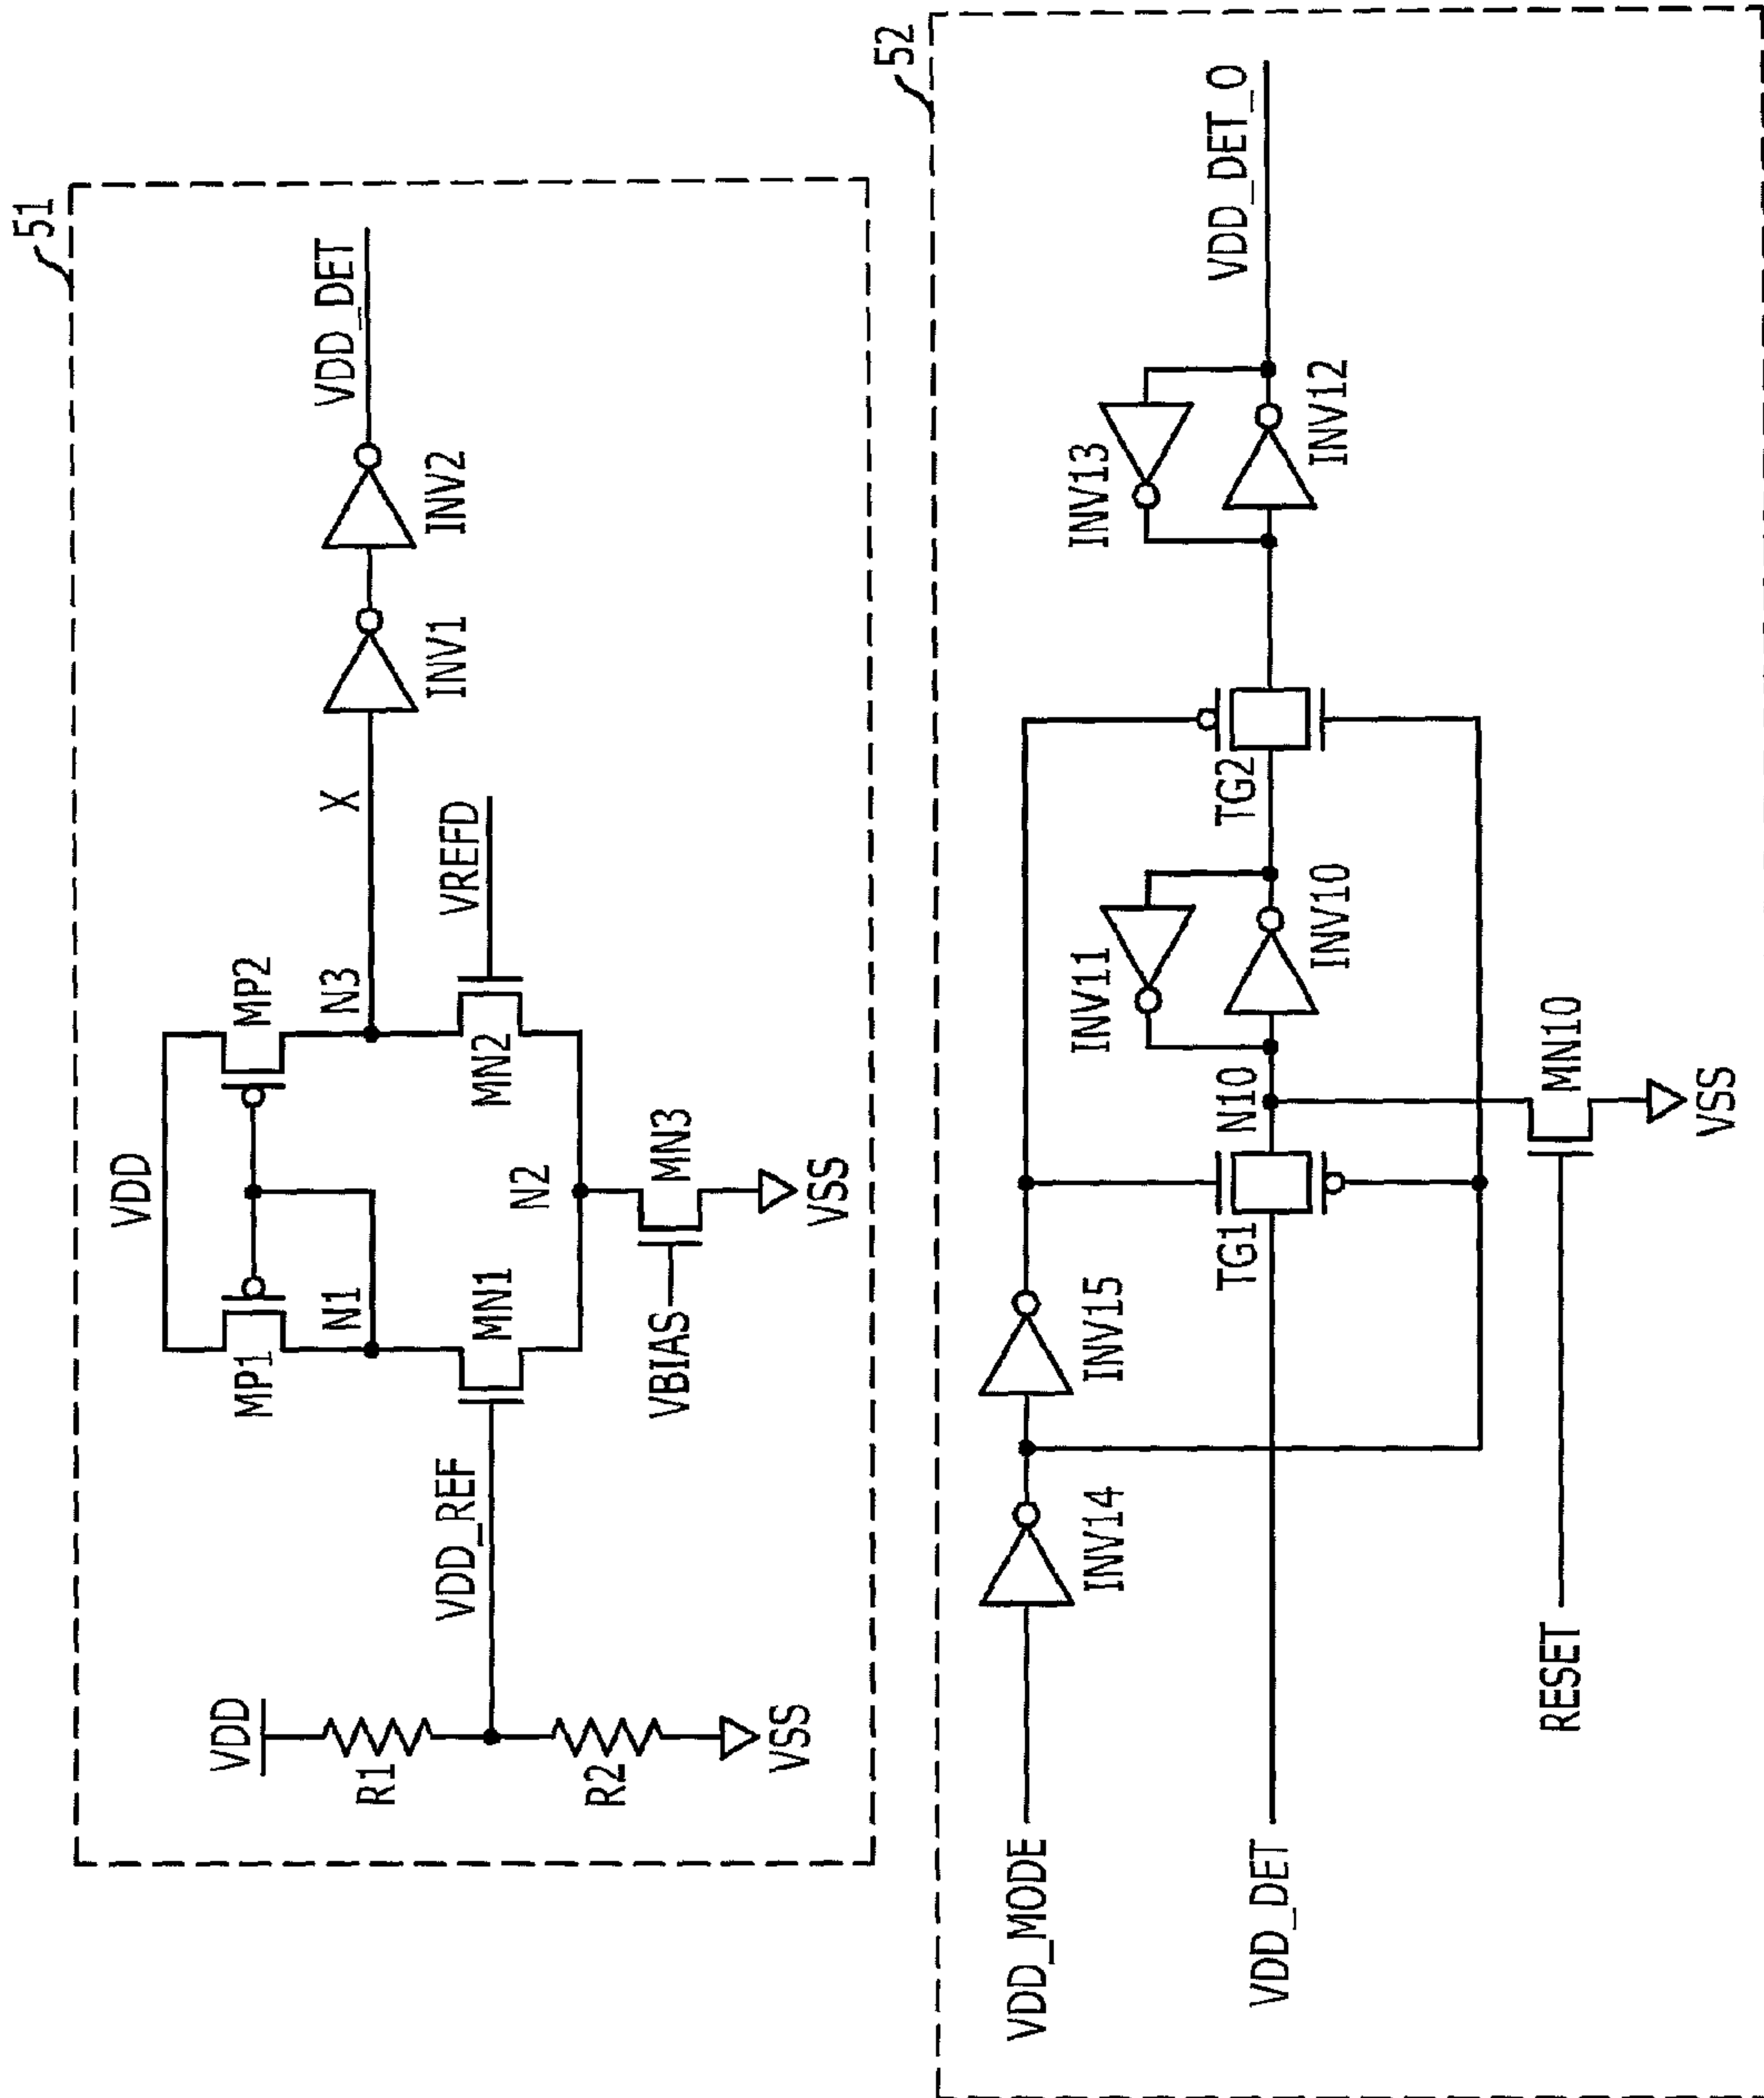 51
VDD
VDD
MP1
MP2
R1
N1
N3
X
VDD_DET
INV1
INV2
VDD_REF
MN1
MN2
VREFD
R2
N2
VBIAS
MN3
VSS
VSS
52
VDD_MODE
INV14
INV15
INV11
INV13
VDD_DET
TG1
N10
TG2
VDD_DET_O
INV10
INV12
RESET
MN10
VSS